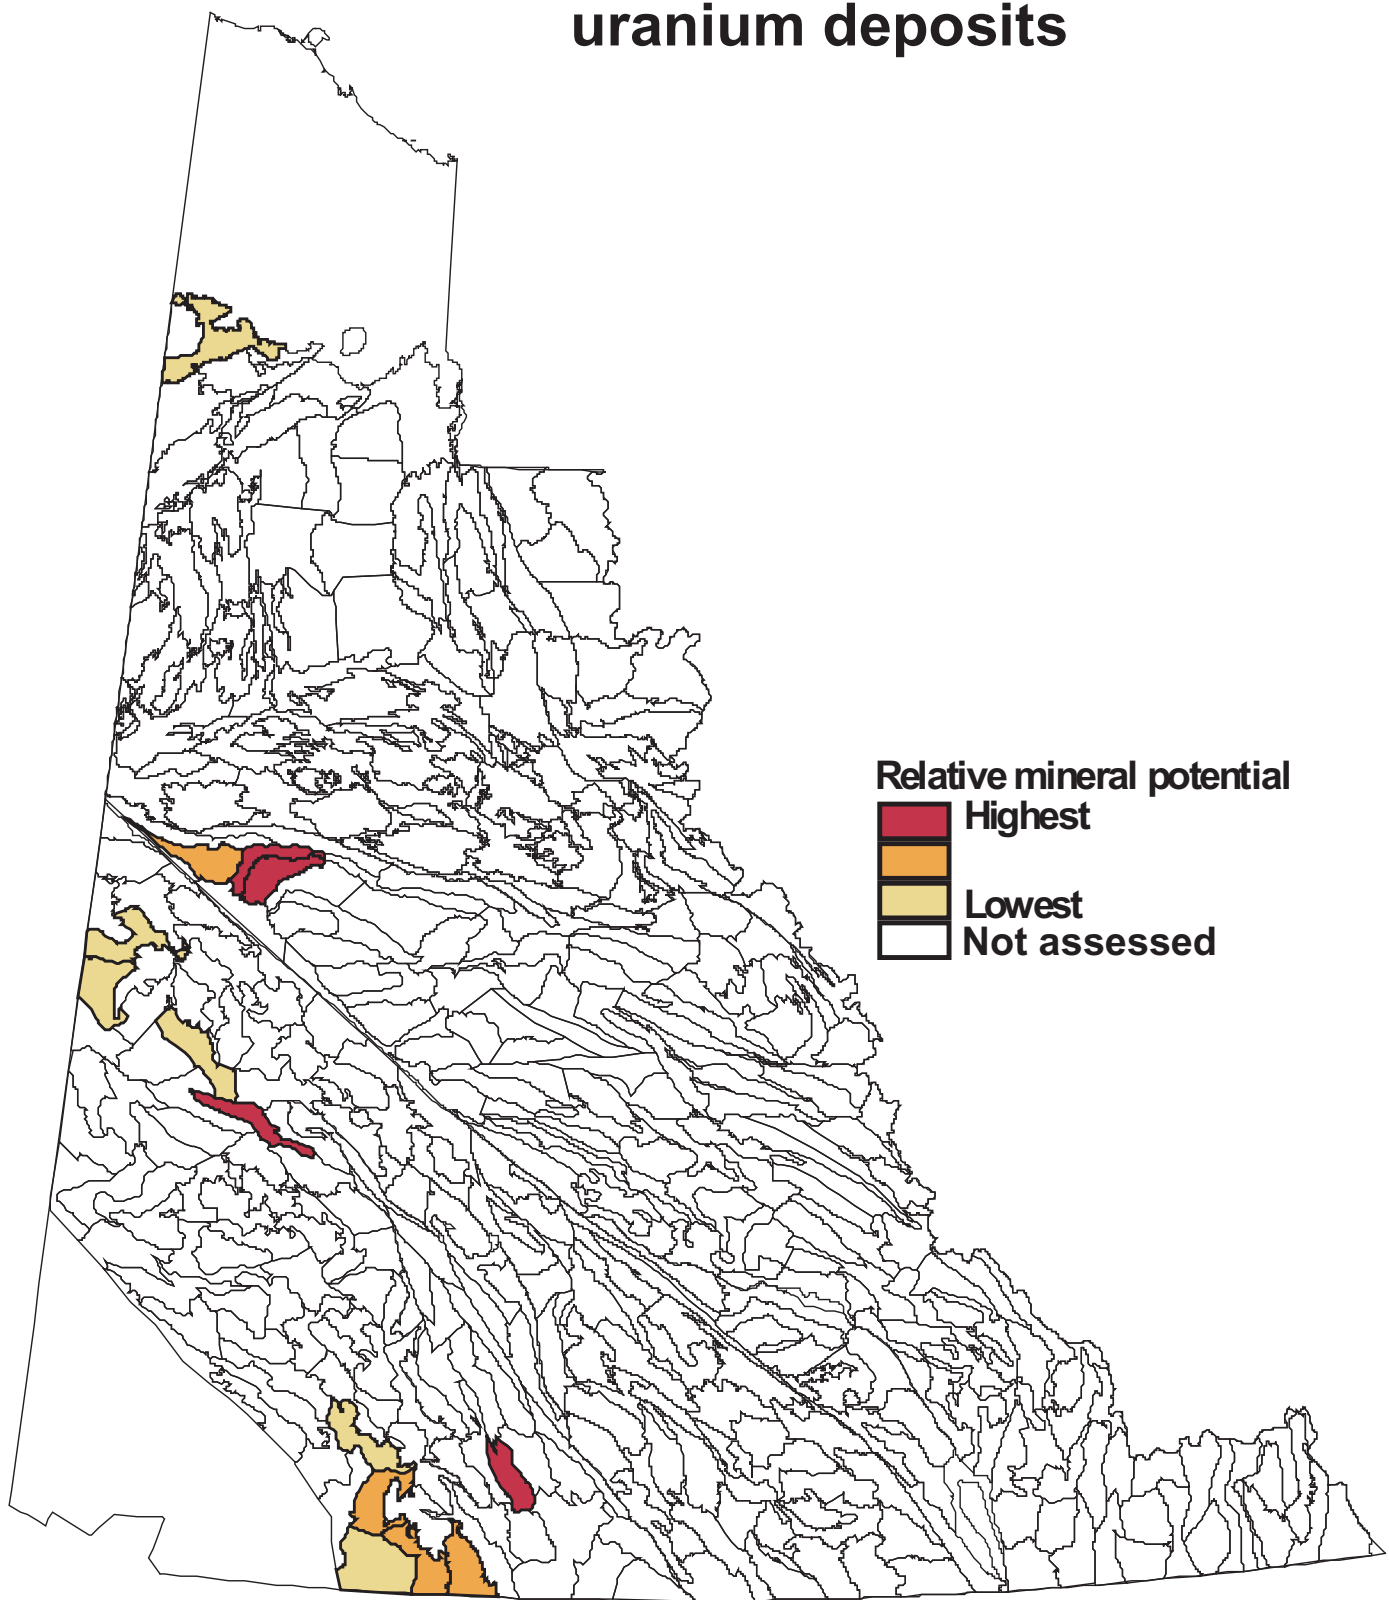 uranium deposits
Relative mineral potential
Highest
Lowest
Not assessed